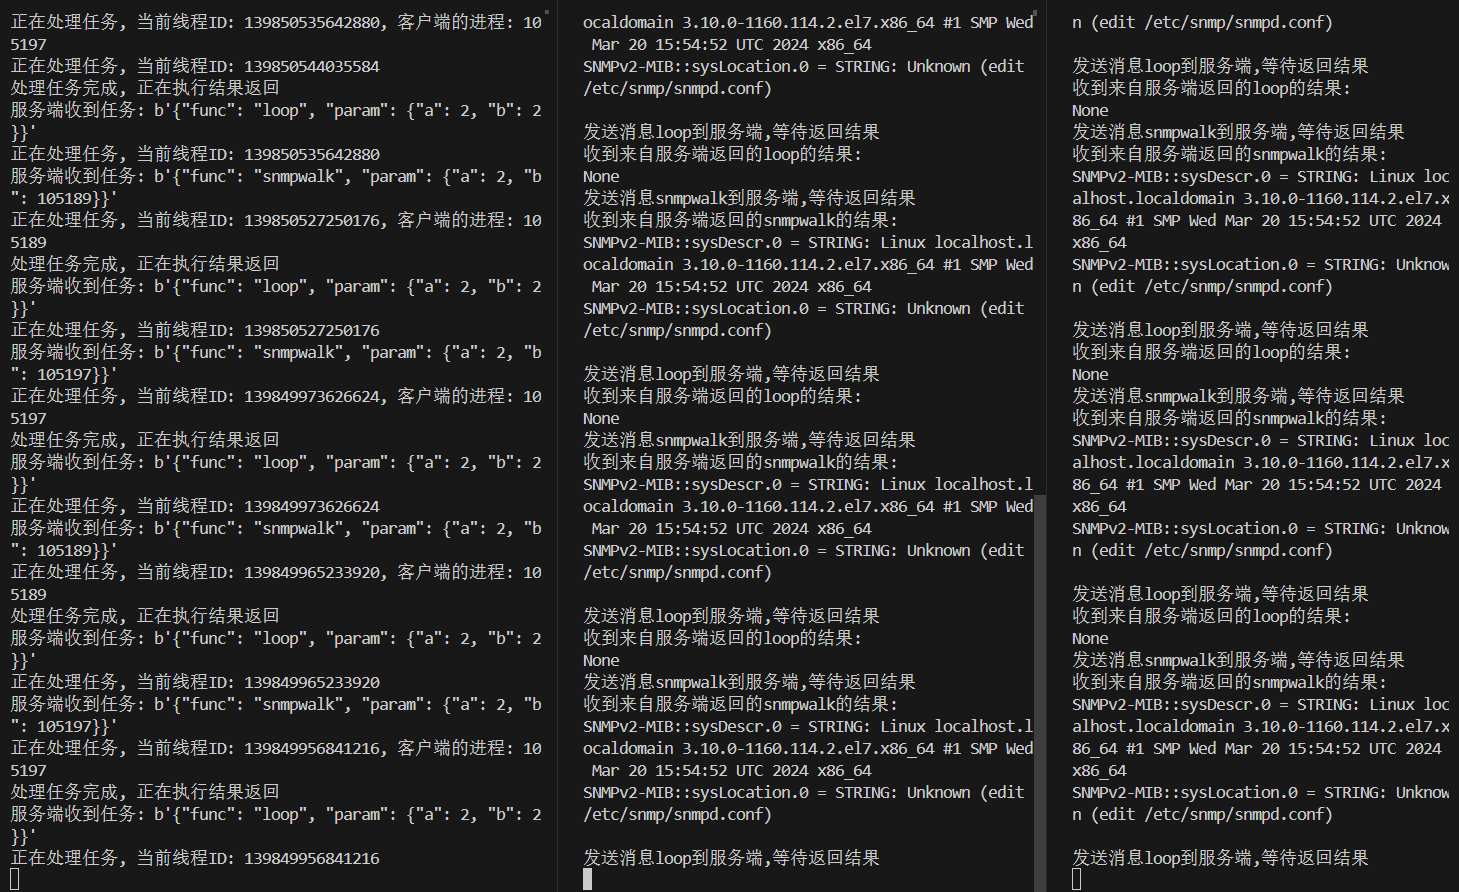 正在处理任务, 当前线程ID: 139850535642880, 客户端的进程: 10
5197
正在处理任务, 当前线程ID: 139850544035584
处理任务完成, 正在执行结果返回
服务端收到任务: b'{"func": "loop", "param": {"a": 2, "b": 2
}}'
正在处理任务, 当前线程ID: 139850535642880
服务端收到任务: b'{"func": "snmpwalk", "param": {"a": 2, "b
": 105189}}'
正在处理任务, 当前线程ID: 139850527250176, 客户端的进程: 10
5189
处理任务完成, 正在执行结果返回
服务端收到任务: b'{"func": "loop", "param": {"a": 2, "b": 2
}}'
正在处理任务, 当前线程ID: 139850527250176
服务端收到任务: b'{"func": "snmpwalk", "param": {"a": 2, "b
": 105197}}'
正在处理任务, 当前线程ID: 139849973626624, 客户端的进程: 10
5197
处理任务完成, 正在执行结果返回
服务端收到任务: b'{"func": "loop", "param": {"a": 2, "b": 2
}}'
正在处理任务, 当前线程ID: 139849973626624
服务端收到任务: b'{"func": "snmpwalk", "param": {"a": 2, "b
": 105189}}'
正在处理任务, 当前线程ID: 139849965233920, 客户端的进程: 10
5189
处理任务完成, 正在执行结果返回
服务端收到任务: b'{"func": "loop", "param": {"a": 2, "b": 2
}}'
正在处理任务, 当前线程ID: 139849965233920
服务端收到任务: b'{"func": "snmpwalk", "param": {"a": 2, "b
": 105197}}'
正在处理任务, 当前线程ID: 139849956841216, 客户端的进程: 10
5197
处理任务完成, 正在执行结果返回
服务端收到任务: b'{"func": "loop", "param": {"a": 2, "b": 2
}}'
正在处理任务, 当前线程ID: 139849956841216
ocaldomain 3.10.0-1160.114.2.el7.x86_64 #1 SMP Wed
Mar 20 15:54:52 UTC 2024 x86_64
SNMPv2-MIB::sysLocation.0 = STRING: Unknown (edit
/etc/snmp/snmpd.conf)
发送消息loop到服务端,等待返回结果
收到来自服务端返回的loop的结果:
None
发送消息snmpwalk到服务端,等待返回结果
收到来自服务端返回的snmpwalk的结果:
SNMPv2-MIB::sysDescr.0 = STRING: Linux localhost.l
ocaldomain 3.10.0-1160.114.2.el7.x86_64 #1 SMP Wed
Mar 20 15:54:52 UTC 2024 x86_64
SNMPv2-MIB::sysLocation.0 = STRING: Unknown (edit
/etc/snmp/snmpd.conf)
发送消息loop到服务端,等待返回结果
收到来自服务端返回的loop的结果:
None
发送消息snmpwalk到服务端,等待返回结果
收到来自服务端返回的snmpwalk的结果:
SNMPv2-MIB::sysDescr.0 = STRING: Linux localhost.l
ocaldomain 3.10.0-1160.114.2.el7.x86_64 #1 SMP Wed
Mar 20 15:54:52 UTC 2024 x86_64
SNMPv2-MIB::sysLocation.0 = STRING: Unknown (edit
/etc/snmp/snmpd.conf)
发送消息loop到服务端,等待返回结果
收到来自服务端返回的loop的结果:
None
发送消息snmpwalk到服务端,等待返回结果
收到来自服务端返回的snmpwalk的结果:
SNMPv2-MIB::sysDescr.0 = STRING: Linux localhost.l
ocaldomain 3.10.0-1160.114.2.el7.x86_64 #1 SMP Wed
Mar 20 15:54:52 UTC 2024 x86_64
SNMPv2-MIB::sysLocation.0 = STRING: Unknown (edit
/etc/snmp/snmpd.conf)
发送消息loop到服务端,等待返回结果
n (edit /etc/snmp/snmpd.conf)
发送消息loop到服务端,等待返回结果
收到来自服务端返回的loop的结果:
None
发送消息snmpwalk到服务端,等待返回结果
收到来自服务端返回的snmpwalk的结果:
SNMPv2-MIB::sysDescr.0 = STRING: Linux loc
alhost.localdomain 3.10.0-1160.114.2.el7.x
86_64 #1 SMP Wed Mar 20 15:54:52 UTC 2024
x86_64
SNMPv2-MIB::sysLocation.0 = STRING: Unknow
n (edit /etc/snmp/snmpd.conf)
发送消息loop到服务端,等待返回结果
收到来自服务端返回的loop的结果:
None
发送消息snmpwalk到服务端,等待返回结果
收到来自服务端返回的snmpwalk的结果:
SNMPv2-MIB::sysDescr.0 = STRING: Linux loc
alhost.localdomain 3.10.0-1160.114.2.el7.x
86_64 #1 SMP Wed Mar 20 15:54:52 UTC 2024
x86_64
SNMPv2-MIB::sysLocation.0 = STRING: Unknow
n (edit /etc/snmp/snmpd.conf)
发送消息loop到服务端,等待返回结果
收到来自服务端返回的loop的结果:
None
发送消息snmpwalk到服务端,等待返回结果
收到来自服务端返回的snmpwalk的结果:
SNMPv2-MIB::sysDescr.0 = STRING: Linux loc
alhost.localdomain 3.10.0-1160.114.2.el7.x
86_64 #1 SMP Wed Mar 20 15:54:52 UTC 2024
x86_64
SNMPv2-MIB::sysLocation.0 = STRING: Unknow
n (edit /etc/snmp/snmpd.conf)
发送消息loop到服务端,等待返回结果